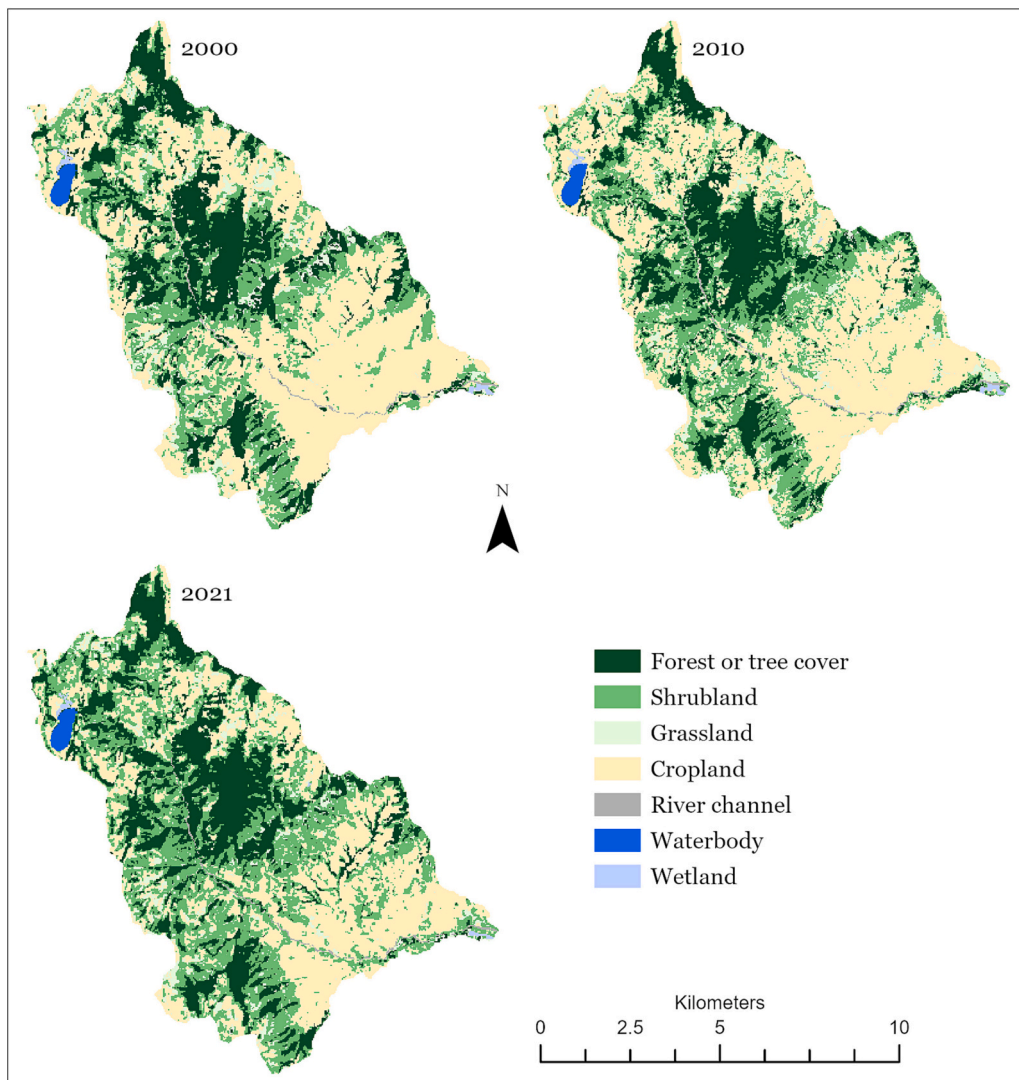 2000
2010
N
2021
Forest or tree cover
Shrubland
Grassland
Cropland
River channel
Waterbody
Wetland
Kilometers
0 2.5 5 10